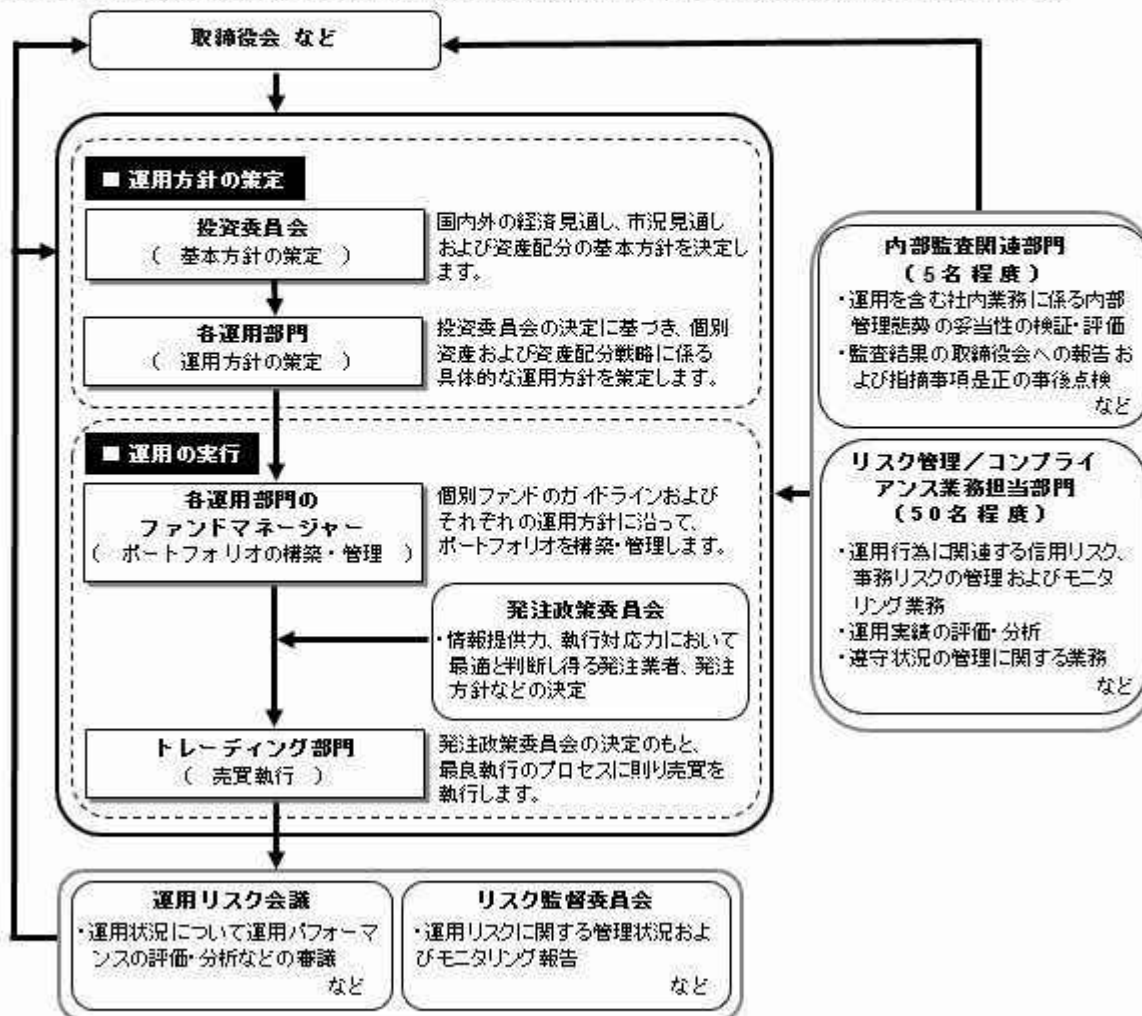 取締役会 など
■ 運用方針の策定
投資委員会
( 基本方針の策定 )
国内外の経済見通し、市況見通し
および資産配分の基本方針を決定し
ます。
各運用部門
( 運用方針の策定 )
投資委員会の決定に基づき、個別
資産および資産配分戦略に係る
具体的な運用方針を策定します。
■ 運用の実行
各運用部門の
ファンドマネージャー
( ポートフォリオの構築・管理 )
個別ファンドのガイドラインおよび
それぞれの運用方針に沿って、
ポートフォリオを構築・管理します。
発注政策委員会
・情報提供力、執行対応力において
最適と判断し得る発注業者、発注
方針などの決定
トレーディング部門
( 売買執行 )
発注政策委員会の決定のもと、
最良執行のプロセスに則り売買を
執行します。
内部監査関連部門
(5名程度)
・運用を含む社内業務に係る内部
管理態勢の妥当性の検証・評価
・監査結果の取締役会への報告お
よび指摘事項是正の事後点検
など
リスク管理/コンプライ
アンス業務担当部門
(50名程度)
・運用行為に関連する信用リスク、
事務リスクの管理およびモニタ
リング業務
・運用実績の評価・分析
・遵守状況の管理に関する業務
など
運用リスク会議
・運用状況について運用パフォーマ
ンスの評価・分析などの審議
など
リスク監督委員会
・運用リスクに関する管理状況およ
びモニタリング報告
など